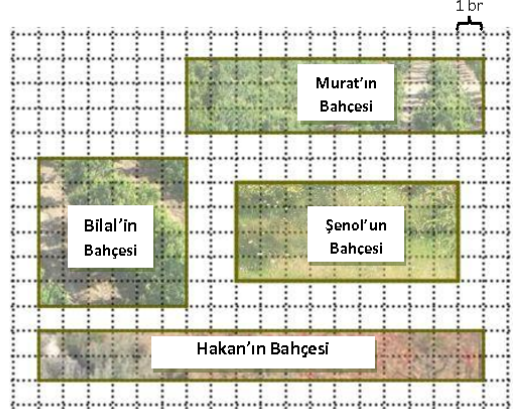 1 br
Murat'ın
Bahçesi
Bilal'in
Bahçesi
Şenol'un
Bahçesi
Hakan'ın Bahçesi